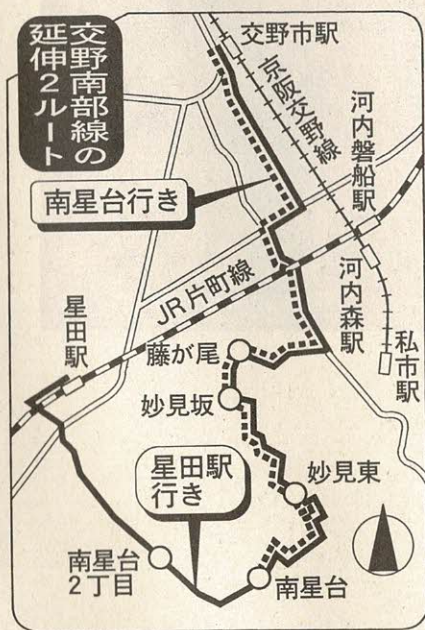 交野南部線の
延伸2ルート
交野市駅
京阪交野線
河内磐船駅
南星台行き
JR片町線
河内森駅
星田駅
私市駅
藤が尾
妙見坂
星田駅
行き
妙見東
南星台
2丁目
南星台